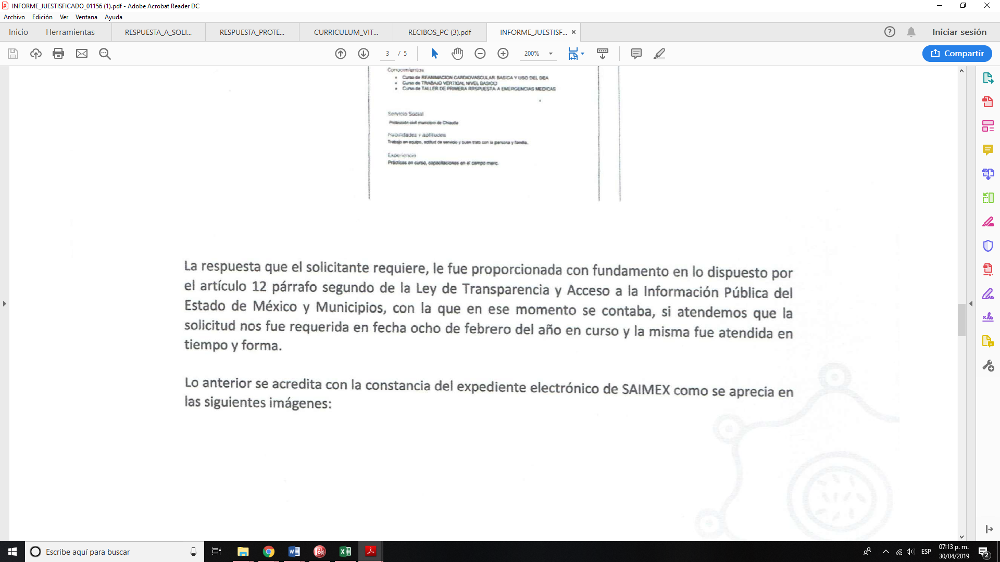 INFORME_JUESTISFICADO_01156 (1).pdf - Adobe Acrobat Reader DC
Archivo Edición Ver Ventana Ayuda
Inicio Herramientas RESPUESTA_A_SOLI... RESPUESTA_PROTE... CURRICULUM_VIT... RECIBOS_PC (3).pdf INFORME_JUESTISF... ×
Iniciar sesión
3 / 5 200%
Compartir
Conocimientos
• Curso de REANIMACION CARDIOVASCULAR BASICA Y USO DEL DEA
• Curso de TRABAJO VERTICAL NIVEL BASICO
• Curso de TALLER DE PRIMERA RRSPUESTA A EMERGENCIAS MEDICAS
Servicio Social
Protección civil municipio de Chiautla
Habilidades y aptitudes
Trabajo en equipo, actitud de servicio y buen trato con la persona y familia.
Experiencia
Prácticas en curso, capacitaciones en el campo
La respuesta que el solicitante requiere, le fue proporcionada con fundamento en lo dispuesto por
el artículo 12 párrafo segundo de la Ley de Transparencia y Acceso a la Información Pública del
Estado de México y Municipios, con la que en ese momento se contaba, si atendemos que la
solicitud nos fue requerida en fecha ocho de febrero del año en curso y la misma fue atendida en
tiempo y forma.
Lo anterior se acredita con la constancia del expediente electrónico de SAIMEX como se aprecia en
las siguientes imágenes:
Escribe aquí para buscar
ESP
07:13 p. m.
30/04/2019
2